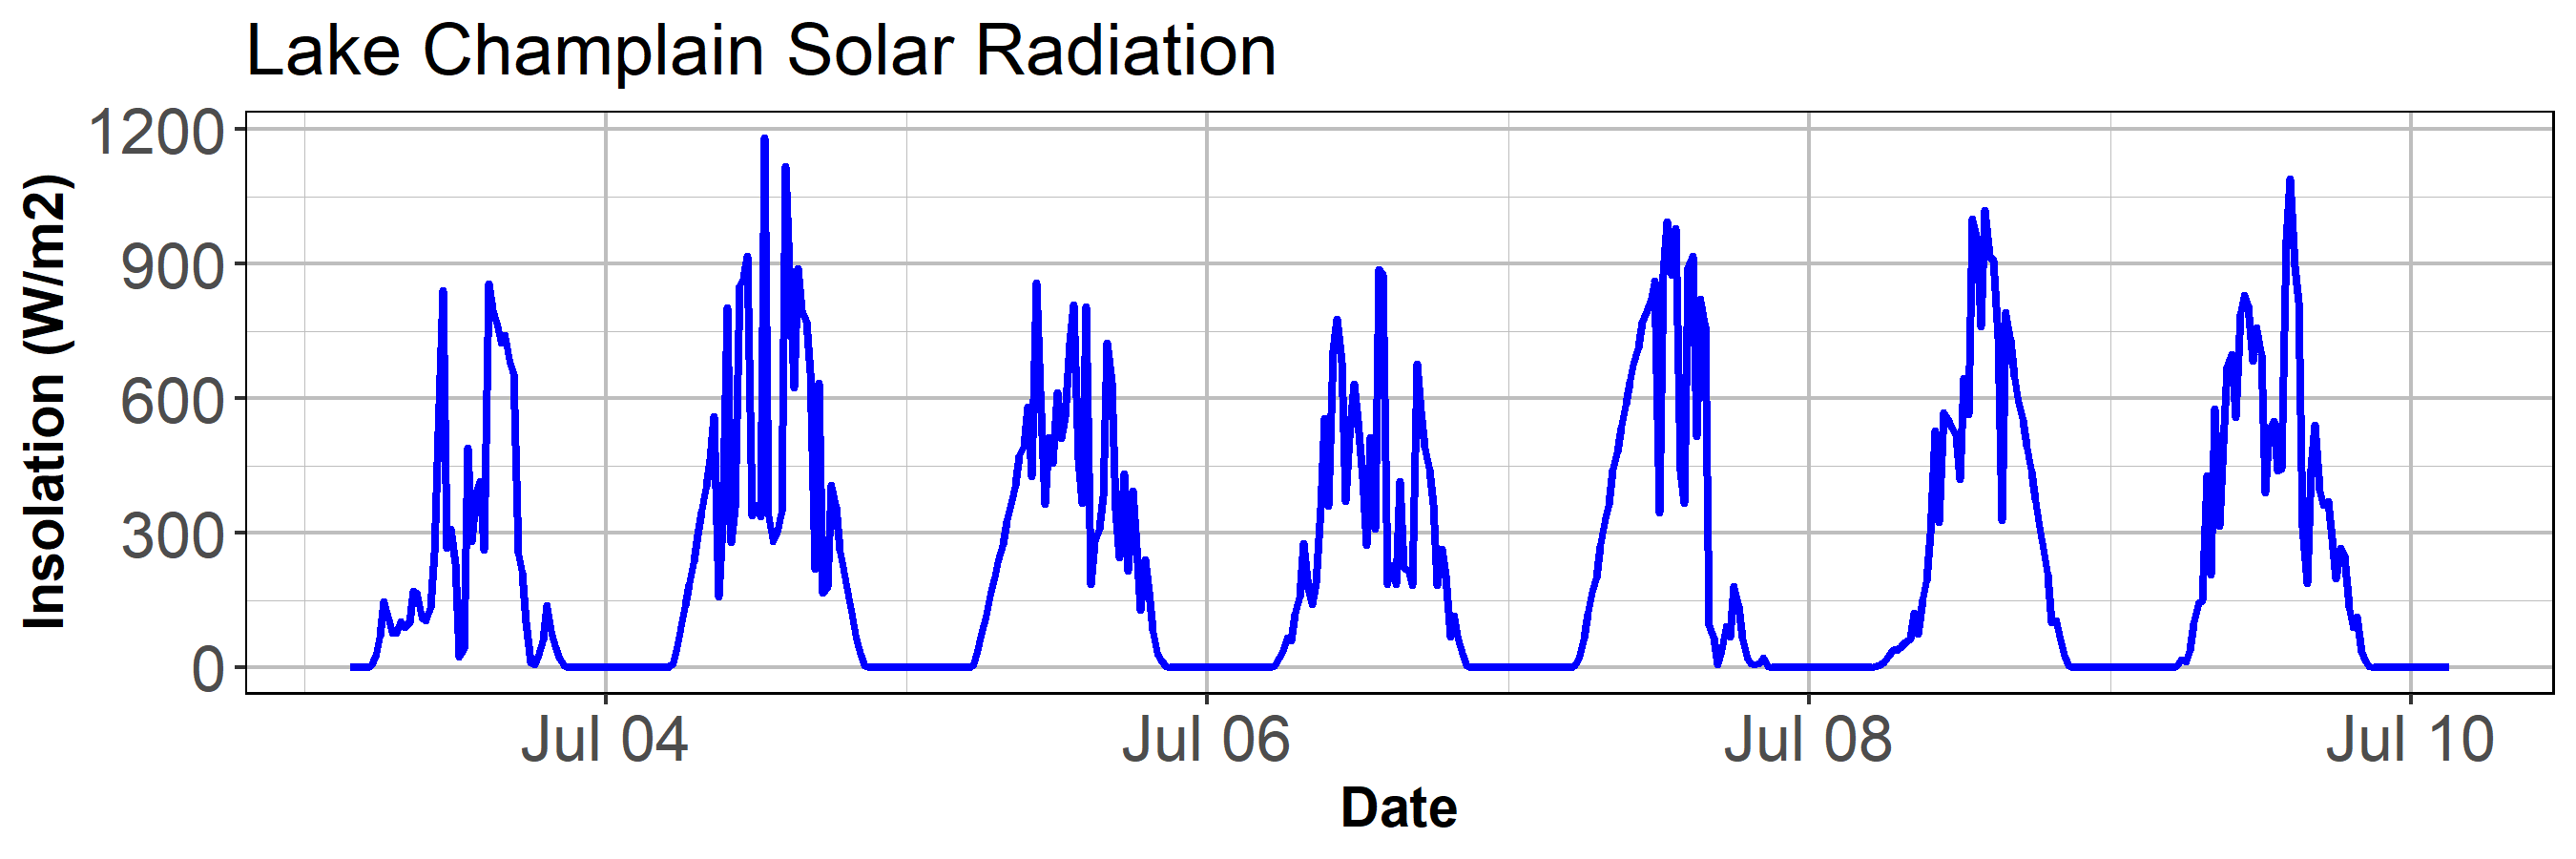 Lake Champlain Solar Radiation
Insolation (W/m2)
1200
900
600
300
0
Jul 04 Jul 06 Jul 08 Jul 10
Date